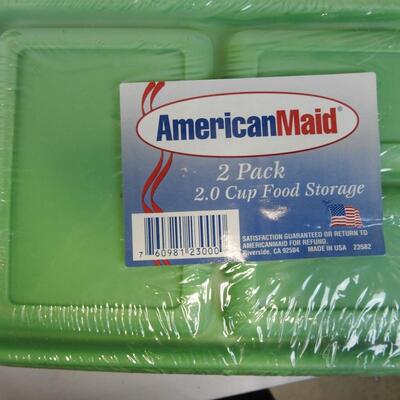 AmericanMaid®
2 Pack
2.0 Cup Food Storage
SATISFACTION GUARANTEED OR RETURN TO
AMERICANMAID FOR REFUND.
Riverside, CA 92504 MADE IN USA 23582
7 60981 23000